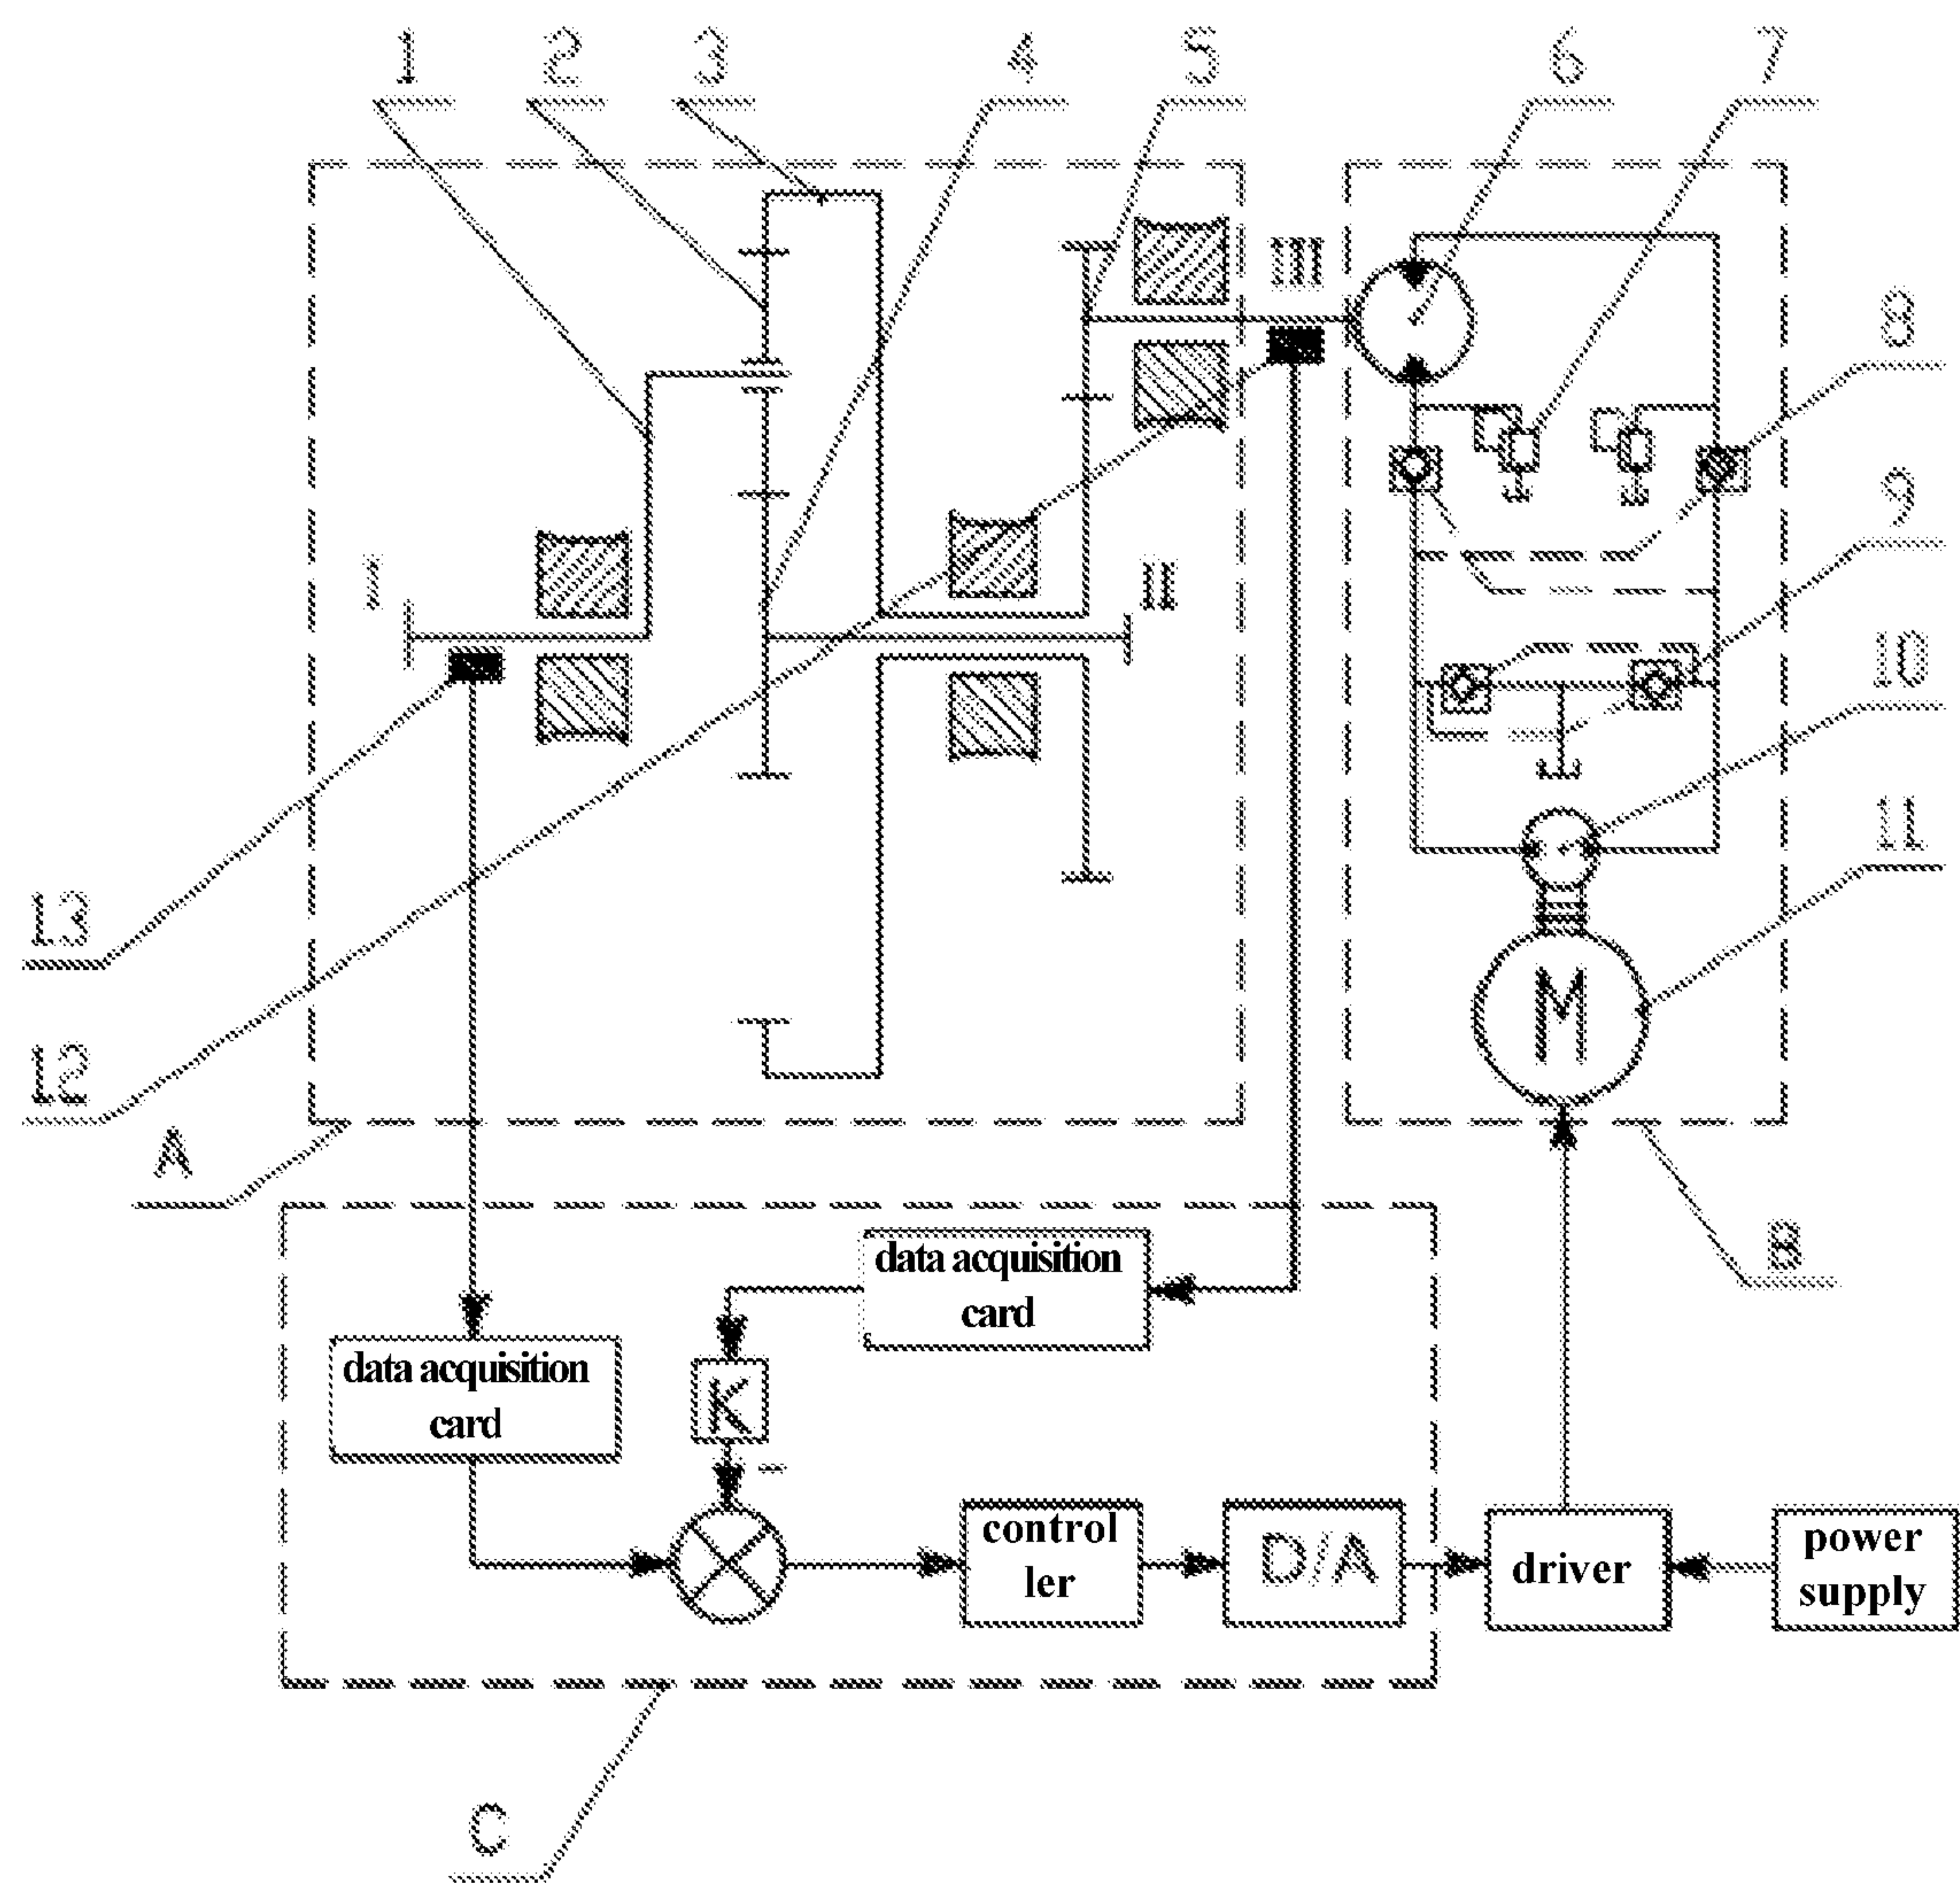 1 2 3 4 5 6 7
III
8
9
I II
10
11
13
M
12
A
B
data acquisition
card
data acquisition
card
K
-
control
ler
D/A
driver
power
supply
C